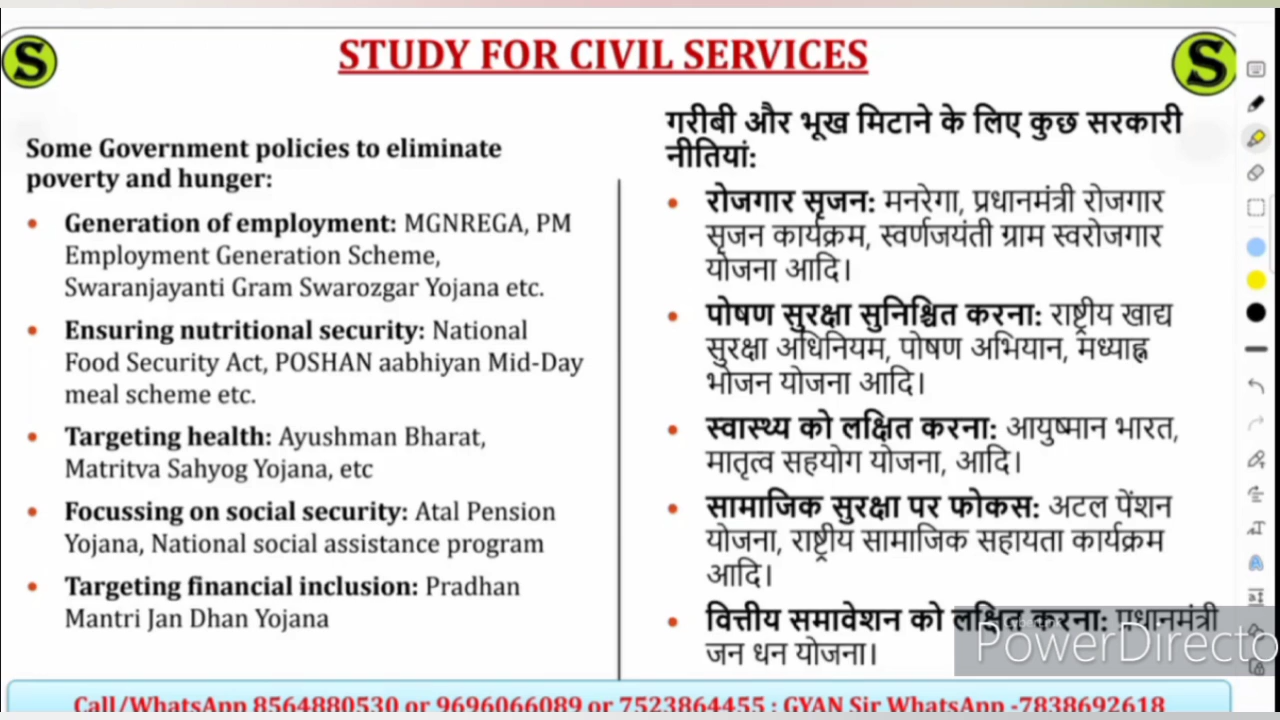 S
STUDY FOR CIVIL SERVICES
S
Some Government policies to eliminate
poverty and hunger:
• Generation of employment: MGNREGA, PM
Employment Generation Scheme,
Swaranjayanti Gram Swarozgar Yojana etc.
• Ensuring nutritional security: National
Food Security Act, POSHAN aabhiyan Mid-Day
meal scheme etc.
• Targeting health: Ayushman Bharat,
Matritva Sahyog Yojana, etc
• Focussing on social security: Atal Pension
Yojana, National social assistance program
• Targeting financial inclusion: Pradhan
Mantri Jan Dhan Yojana
गरीबी और भूख मिटाने के लिए कुछ सरकारी
नीतियां:
• रोजगार सृजन: मनरेगा, प्रधानमंत्री रोजगार
सृजन कार्यक्रम, स्वर्णजयंती ग्राम स्वरोजगार
योजना आदि।
• पोषण सुरक्षा सुनिश्चित करना: राष्ट्रीय खाद्य
सुरक्षा अधिनियम, पोषण अभियान, मध्याह्न
भोजन योजना आदि।
• स्वास्थ्य को लक्षित करना: आयुष्मान भारत,
मातृत्व सहयोग योजना, आदि।
• सामाजिक सुरक्षा पर फोकस: अटल पेंशन
योजना, राष्ट्रीय सामाजिक सहायता कार्यक्रम
आदि।
• वित्तीय समावेशन को लक्षित करना: प्रधानमंत्री
जन धन योजना।
PowerDirecto
Call/WhatsApp 8564880530 or 9696066089 or 7523864455 : GYAN Sir WhatsApp -7838692618